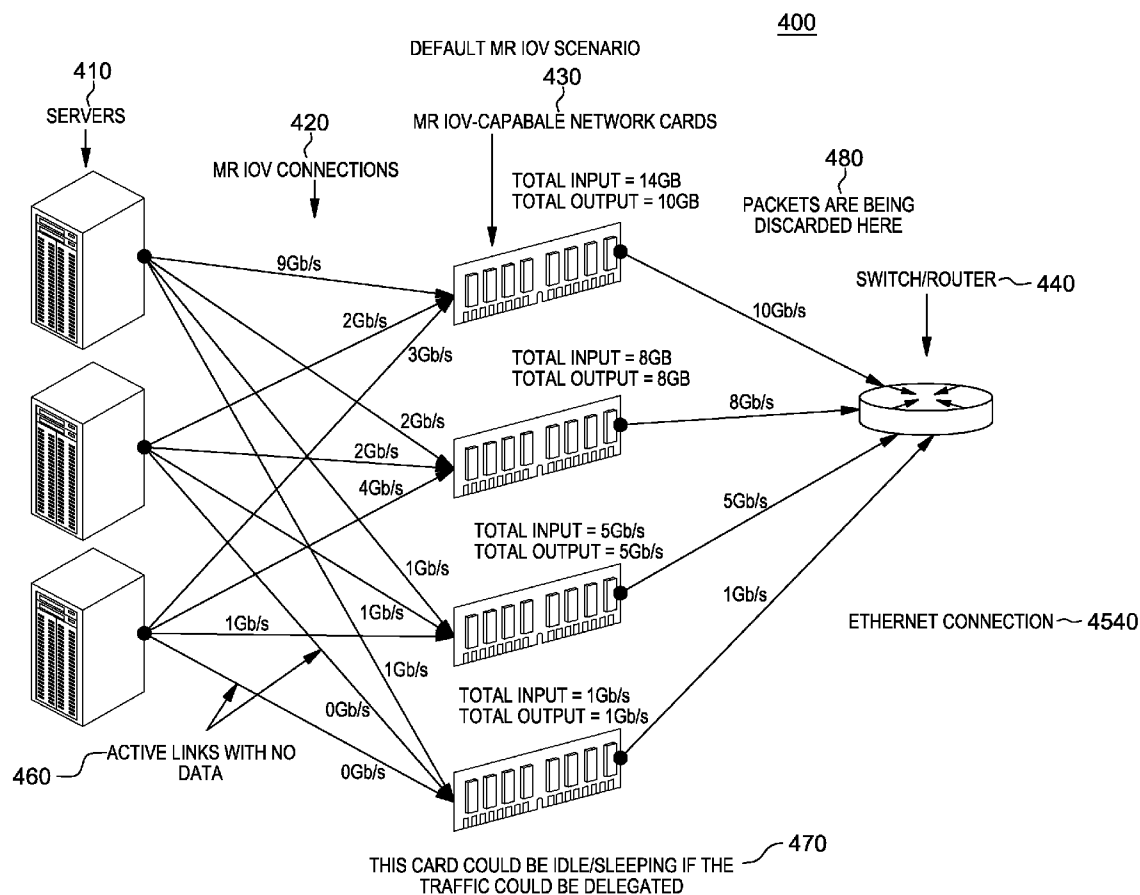 400
DEFAULT MR IOV SCENARIO
410
SERVERS
420
MR IOV CONNECTIONS
430
MR IOV-CAPABALE NETWORK CARDS
TOTAL INPUT = 14GB
TOTAL OUTPUT = 10GB
480
PACKETS ARE BEING
DISCARDED HERE
SWITCH/ROUTER
440
9Gb/s
2Gb/s
3Gb/s
10Gb/s
TOTAL INPUT = 8GB
TOTAL OUTPUT = 8GB
2Gb/s
2Gb/s
4Gb/s
8Gb/s
TOTAL INPUT = 5Gb/s
TOTAL OUTPUT = 5Gb/s
1Gb/s
1Gb/s
1Gb/s
5Gb/s
1Gb/s
ETHERNET CONNECTION
4540
TOTAL INPUT = 1Gb/s
TOTAL OUTPUT = 1Gb/s
1Gb/s
0Gb/s
0Gb/s
460
ACTIVE LINKS WITH NO
DATA
470
THIS CARD COULD BE IDLE/SLEEPING IF THE
TRAFFIC COULD BE DELEGATED